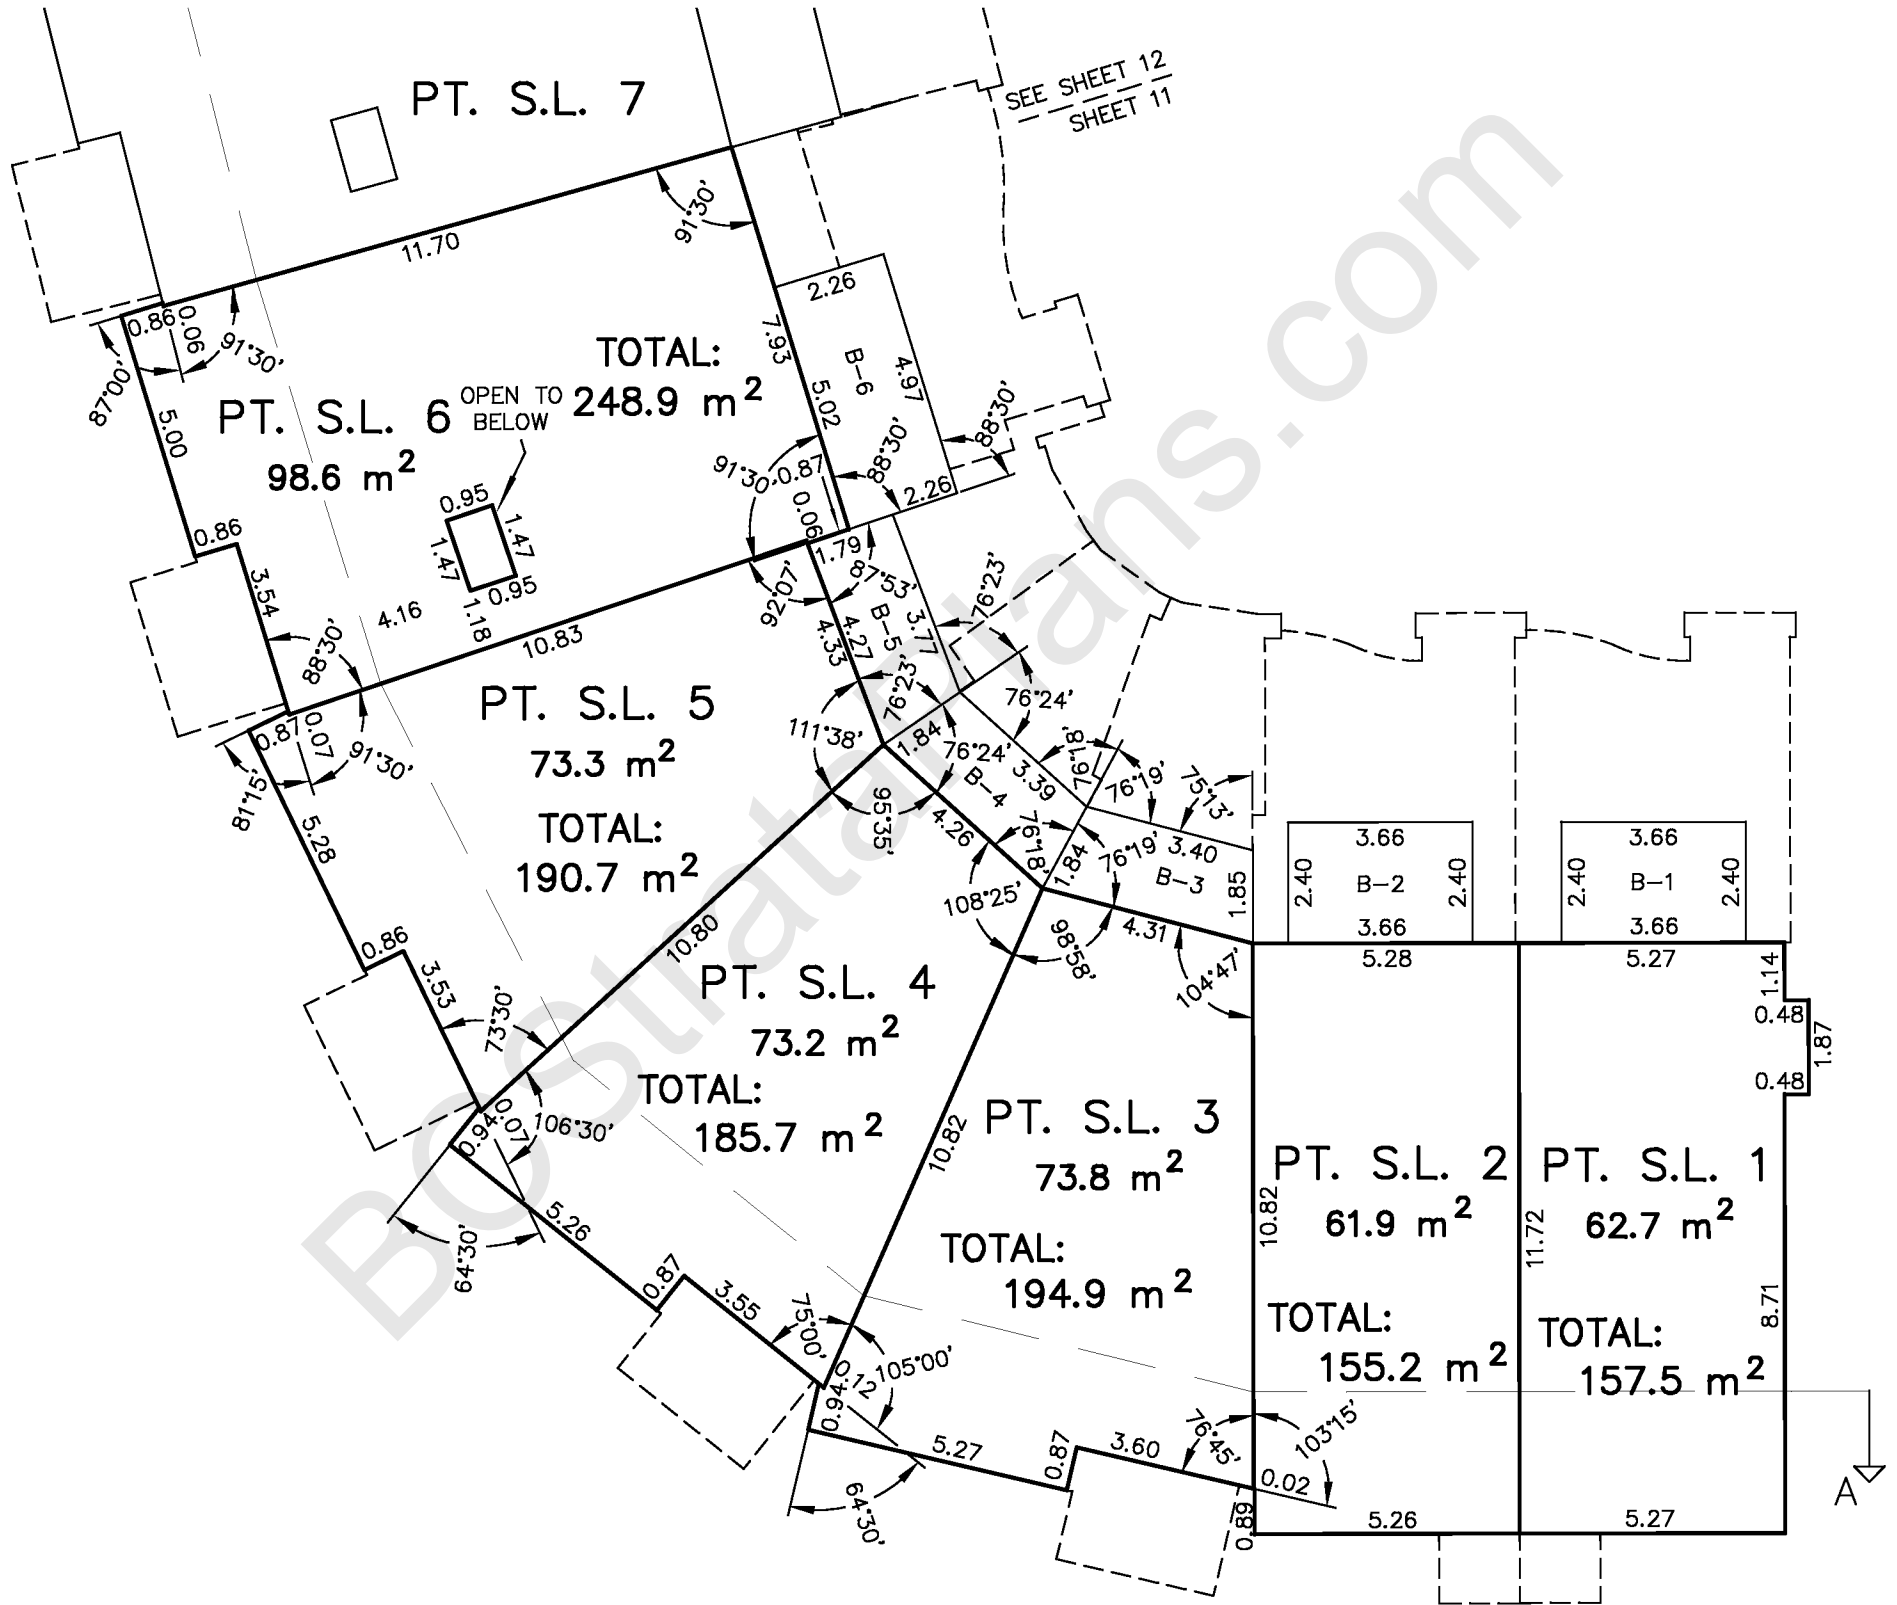 SEE SHEET 12
SHEET 11
PT. S.L. 7
91°30'
11.70
2.26
0.86
0.06
91°30'
87°00'
5.00
7.93
B-6
4.97
5.02
TOTAL:
248.9 m²
PT. S.L. 6
98.6 m²
OPEN TO
BELOW
88°30'
88°30'
91°30'
0.87
0.06
2.26
0.86
0.95
1.47
1.47
0.95
1.18
1.79
87°53'
92°07'
76°23'
3.54
88°30'
4.16
10.83
4.33
4.27
B-5
3.77
76°23'
76°24'
PT. S.L. 5
73.3 m²
0.87
0.07
91°30'
81°15'
5.28
111°38'
1.84
76°24'
B-4
3.39
76°18'
76°19'
75°13'
TOTAL:
190.7 m²
95°35'
4.26
76°18'
1.84
76°19'
3.40
B-3
1.85
108°25'
98°58'
4.31
104°47'
3.66
2.40
B-2
2.40
3.66
3.66
2.40
B-1
2.40
3.66
5.28
5.27
1.14
0.48
1.87
0.48
0.86
3.53
73°30'
10.80
PT. S.L. 4
73.2 m²
TOTAL:
185.7 m²
0.94
0.07
106°30'
64°30'
5.26
0.87
3.55
75°00'
10.82
PT. S.L. 3
73.8 m²
TOTAL:
194.9 m²
0.12
105°00'
0.94
5.27
64°30'
0.87
3.60
76°45'
103°15'
0.02
0.89
10.82
PT. S.L. 2
61.9 m²
TOTAL:
155.2 m²
5.26
11.72
PT. S.L. 1
62.7 m²
TOTAL:
157.5 m²
8.71
5.27
A
BCStrataPlans.com